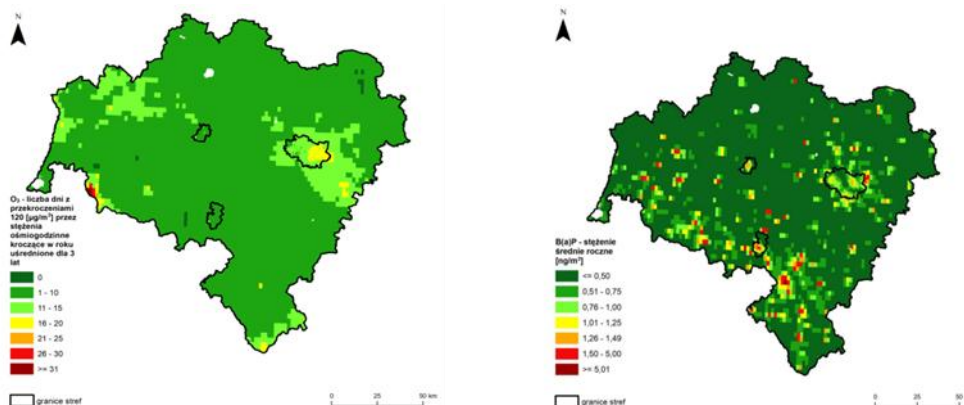 N
O₃ - liczba dni z
przekroczeniami
120 [µg/m³] przez
stężenia
ośmiogodzinne
kroczące w roku
uśrednione dla 3
lat
0
1 - 10
11 - 15
16 - 20
21 - 25
26 - 30
>= 31
granice stref
0 25 50 km
N
B(a)P - stężenie
średnie roczne
[ng/m³]
<= 0,50
0,51 - 0,75
0,76 - 1,00
1,01 - 1,25
1,26 - 1,49
1,50 - 5,00
>= 5,01
granice stref
0 25 50